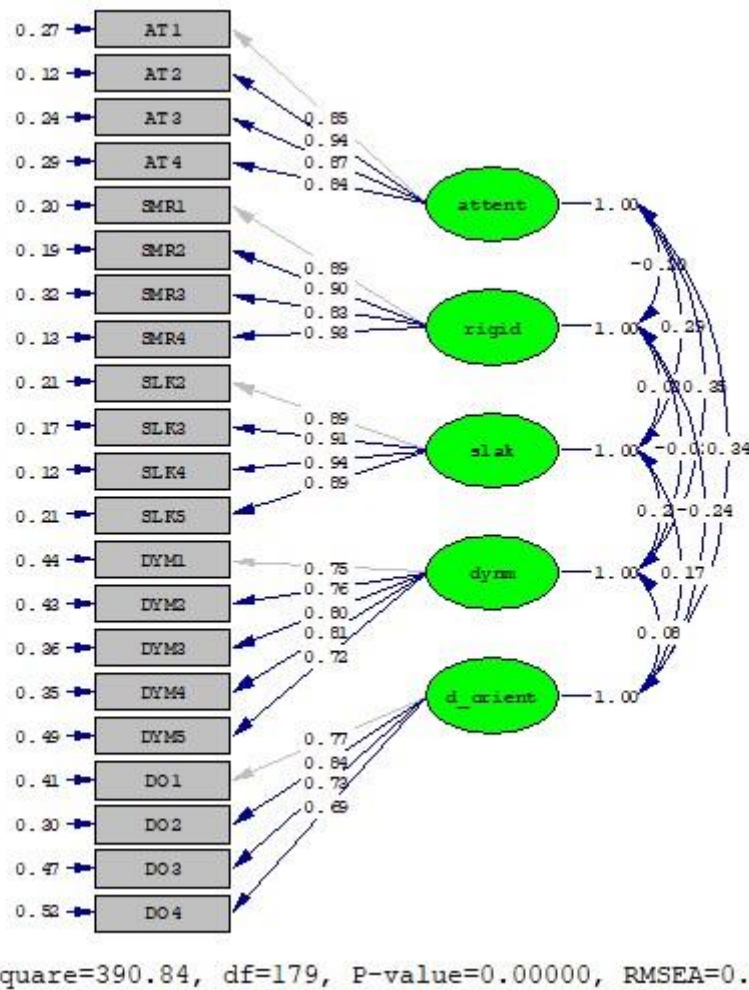 0.27 AT1
0.12 AT2
0.24 AT3
0.29 AT4
0.20 SMR1
0.19 SMR2
0.32 SMR3
0.13 SMR4
0.21 SLK2
0.17 SLK3
0.12 SLK4
0.21 SLK5
0.44 DYM1
0.43 DYM2
0.36 DYM3
0.35 DYM4
0.49 DYM5
0.41 DO1
0.30 DO2
0.47 DO3
0.52 DO4
0.85
0.94
0.87
0.84
0.89
0.90
0.83
0.93
0.89
0.91
0.94
0.89
0.75
0.76
0.80
0.81
0.72
0.77
0.84
0.73
0.69
attent 1.00
rigid 1.00
slak 1.00
dynm 1.00
d_orient 1.00
0.29
0.35
0.34
-0.24
0.17
0.08
quare=390.84, df=179, P-value=0.00000, RMSEA=0.